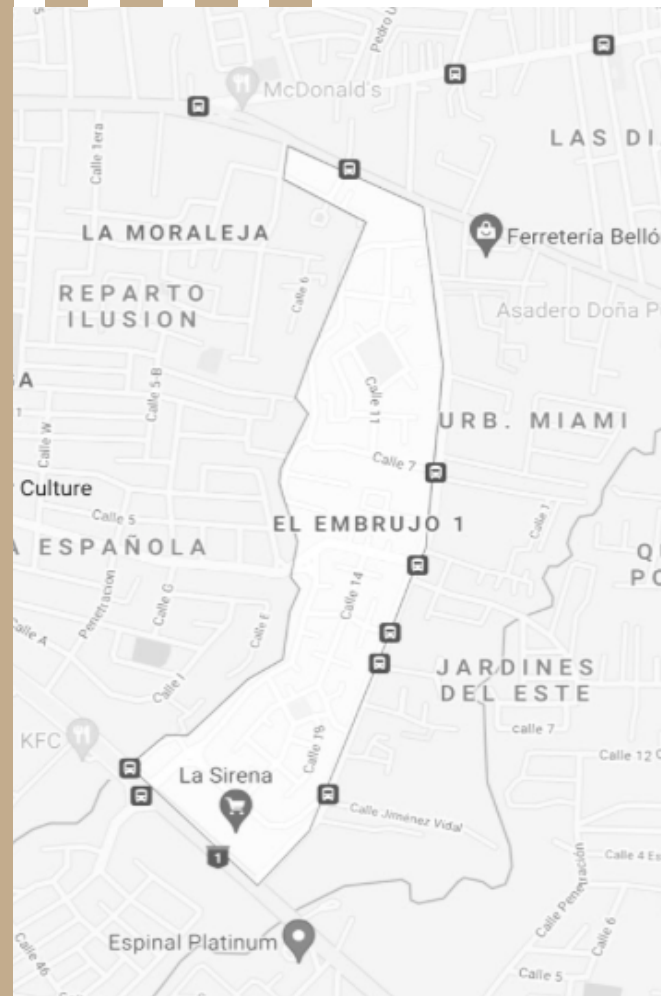 McDonald's
LAS DI
Calle 1era
LA MORALEJA
Ferretería Belló
REPARTO
ILUSION
Calle 6
Asadero Doña P
Calle 5-B
Calle 11
1
Calle W
URB. MIAMI
Calle 7
Culture
Calle 5
EL EMBRUJO 1
Calle 1
A ESPAÑOLA
Penetracion
Calle G
Calle 14
Calle A
Calle E
Calle I
JARDINES
DEL ESTE
calle 7
KFC
Calle 19
Calle 12
La Sirena
Calle Jiménez Vidal
1
Calle 4 Es
Calle Penetración
Espinal Platinum
Calle 6
Calle 46
Calle 5